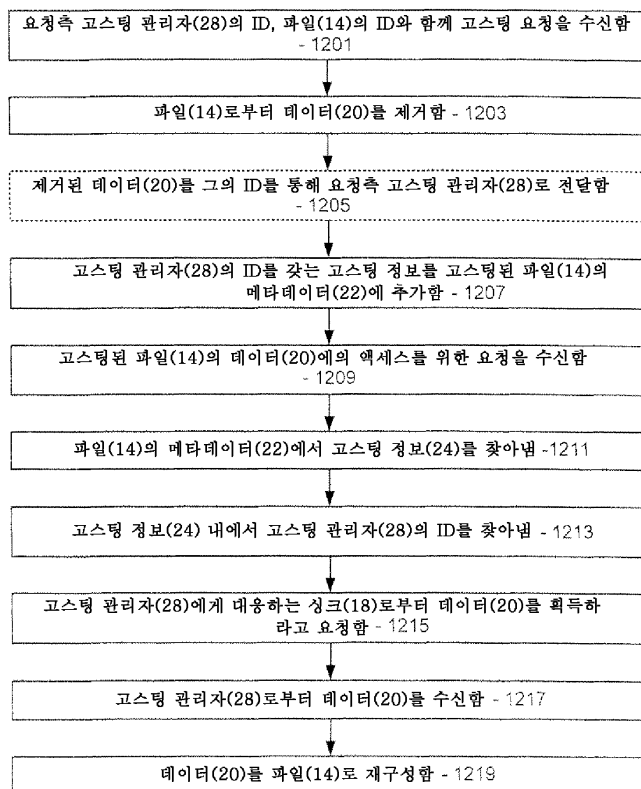 요청측 고스팅 관리자(28)의 ID, 파일(14)의 ID와 함께 고스팅 요청을 수신함
- 1201
파일(14)로부터 데이터(20)를 제거함 - 1203
제거된 데이터(20)를 그의 ID를 통해 요청측 고스팅 관리자(28)로 전달함
- 1205
고스팅 관리자(28)의 ID를 갖는 고스팅 정보를 고스팅된 파일(14)의
메타데이터(22)에 추가함 - 1207
고스팅된 파일(14)의 데이터(20)에의 액세스를 위한 요청을 수신함
- 1209
파일(14)의 메타데이터(22)에서 고스팅 정보(24)를 찾아냄 -1211
고스팅 정보(24) 내에서 고스팅 관리자(28)의 ID를 찾아냄 - 1213
고스팅 관리자(28)에게 대응하는 싱크(18)로부터 데이터(20)를 획득하
라고 요청함 - 1215
고스팅 관리자(28)로부터 데이터(20)를 수신함 - 1217
데이터(20)를 파일(14)로 재구성함 - 1219